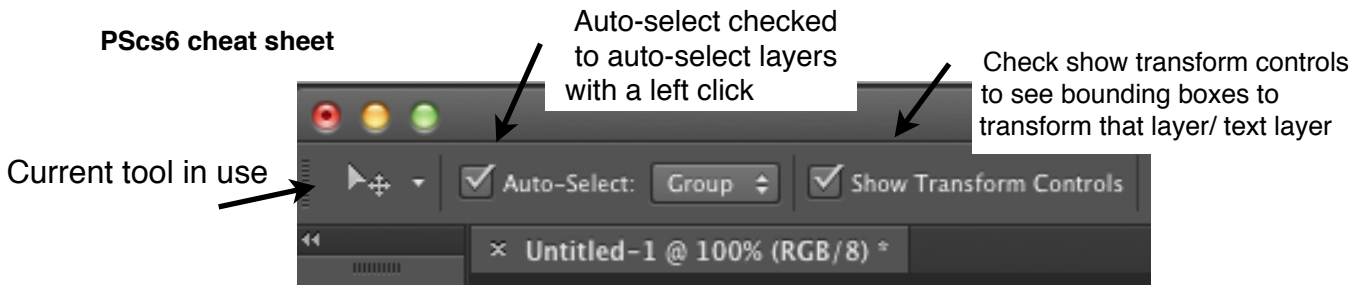 PScs6 cheat sheet
Auto-select checked
to auto-select layers
with a left click
Check show transform controls
to see bounding boxes to
transform that layer/ text layer
Current tool in use
Auto-Select: Group Show Transform Controls
× Untitled-1 @ 100% (RGB/8) *